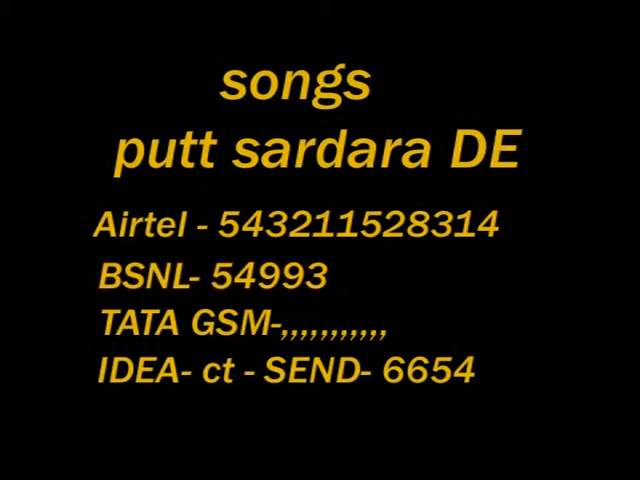 songs
putt sardara DE
Airtel - 543211528314
BSNL- 54993
TATA GSM-,,,,,,,,,,,
IDEA- ct - SEND- 6654